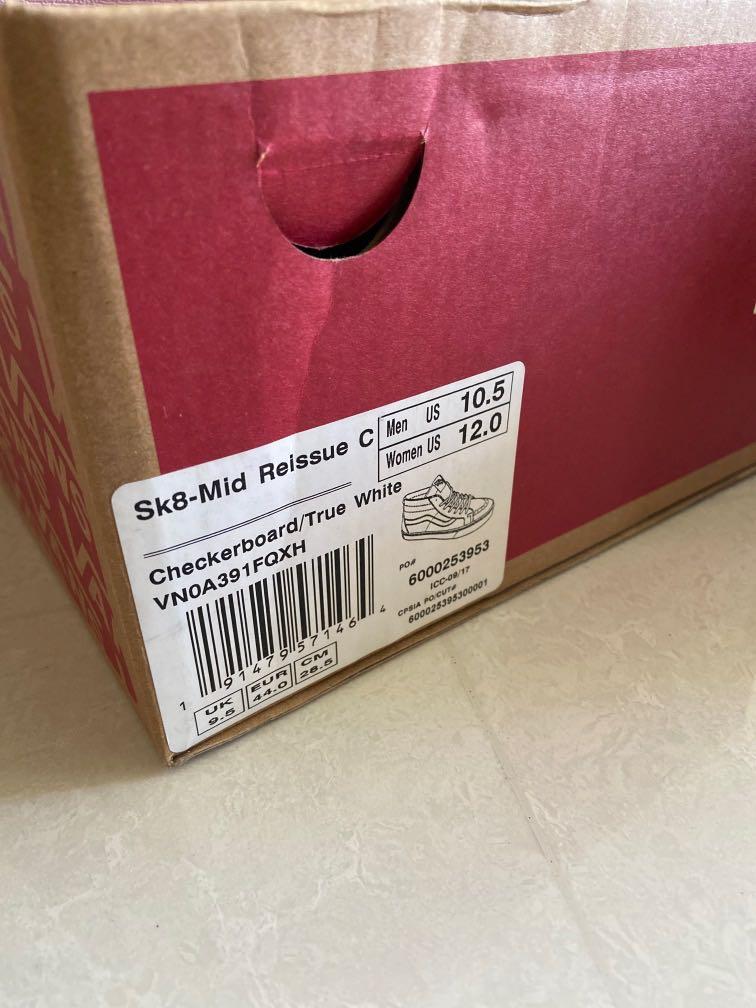 Sk8-Mid Reissue C
Men US 10.5
Women US 12.0
Checkerboard/True White
VN0A391FQXH
1 91479 57146 4
UK EUR CM
9.5 44.0 28.5
PO#
6000253953
ICC-09/17
CPSIA PO/CUT#
600025395300001
VANS